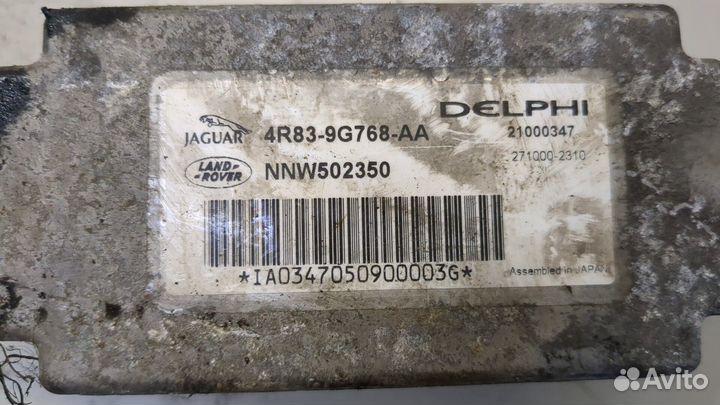 JAGUAR 4R83-9G768-AA
DELPHI
21000347
271000-2310
LAND-ROVER
NNW502350
*IA0347050900003G*
Assembled in JAPAN
Avito